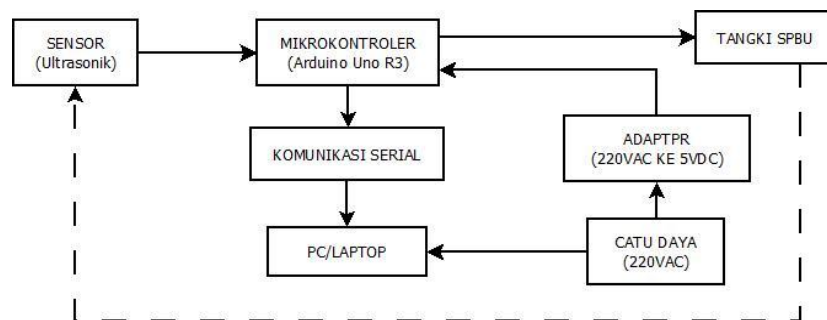 SENSOR
(Ultrasonik)
MIKROKONTROLER
(Arduino Uno R3)
TANGKI SPBU
KOMUNIKASI SERIAL
ADAPTPR
(220VAC KE 5VDC)
PC/LAPTOP
CATU DAYA
(220VAC)